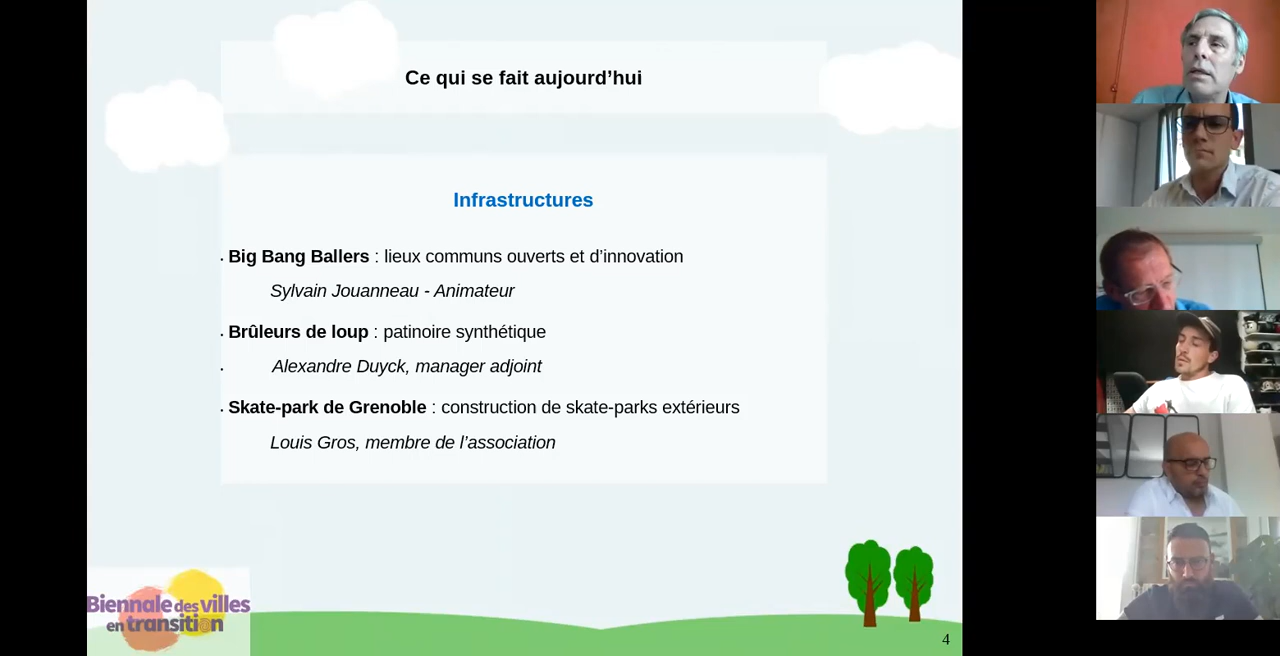 Ce qui se fait aujourd’hui
Infrastructures
. Big Bang Ballers : lieux communs ouverts et d’innovation
Sylvain Jouanneau - Animateur
. Brûleurs de loup : patinoire synthétique
. Alexandre Duyck, manager adjoint
. Skate-park de Grenoble : construction de skate-parks extérieurs
Louis Gros, membre de l’association
Biennale des villes
en transition
4